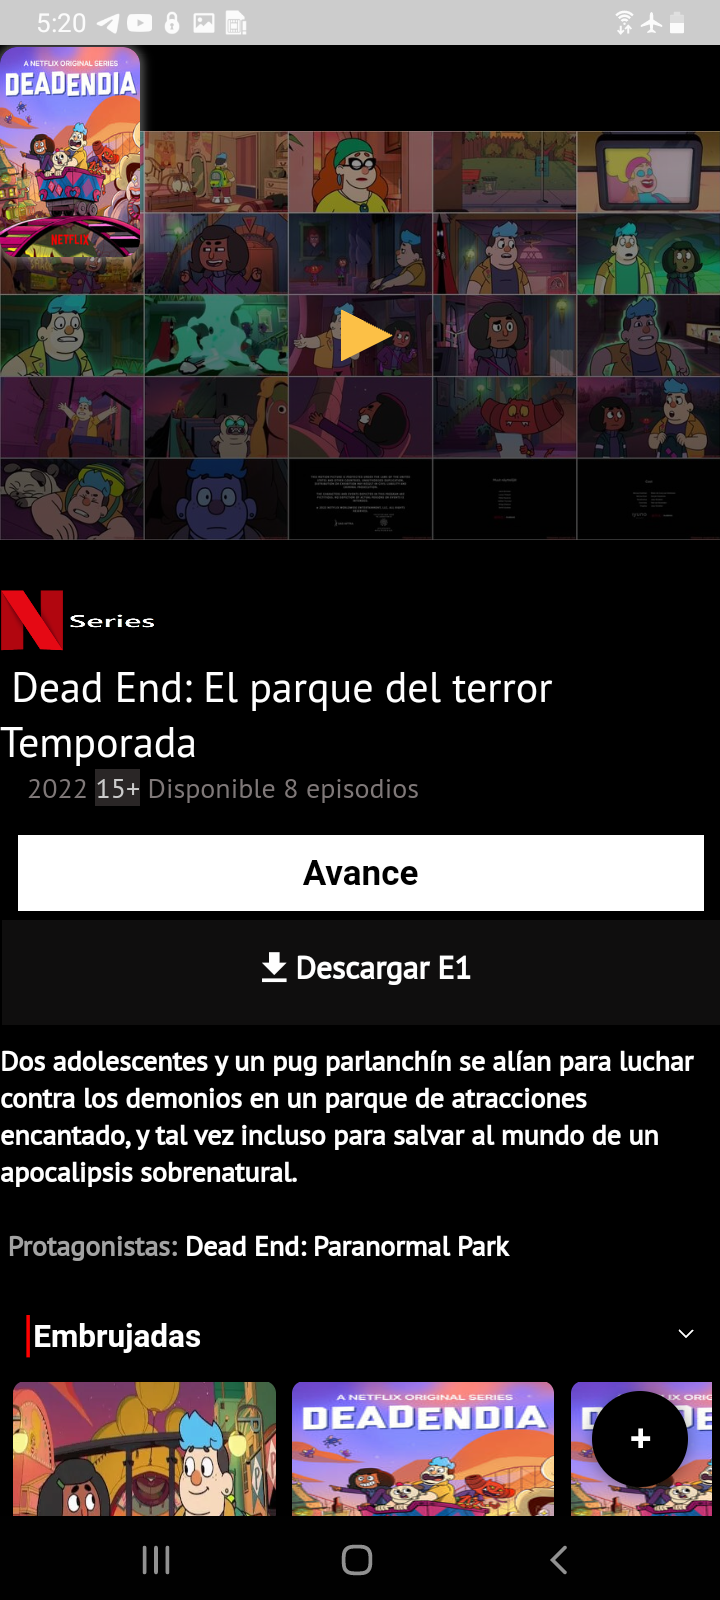 5:20
A NETFLIX ORIGINAL SERIES
DEADENDIA
NETFLIX
Series
Dead End: El parque del terror
Temporada
2022 15+ Disponible 8 episodios
Avance
Descargar E1
Dos adolescentes y un pug parlanchín se alían para luchar
contra los demonios en un parque de atracciones
encantado, y tal vez incluso para salvar al mundo de un
apocalipsis sobrenatural.
Protagonistas: Dead End: Paranormal Park
Embrujadas
A NETFLIX ORIGINAL SERIES
DEADENDIA
+